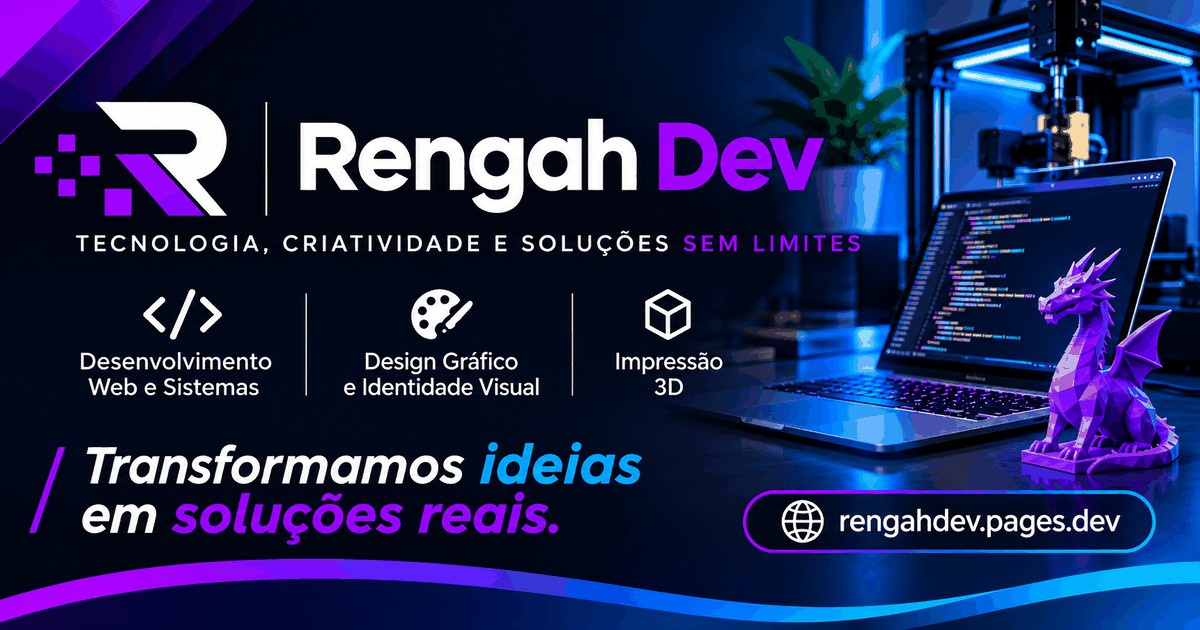 Rengah Dev
TECNOLOGIA, CRIATIVIDADE E SOLUÇÕES SEM LIMITES
Desenvolvimento
Web e Sistemas
Design Gráfico
e Identidade Visual
Impressão
3D
Transformamos ideias
em soluções reais.
rengahdev.pages.dev